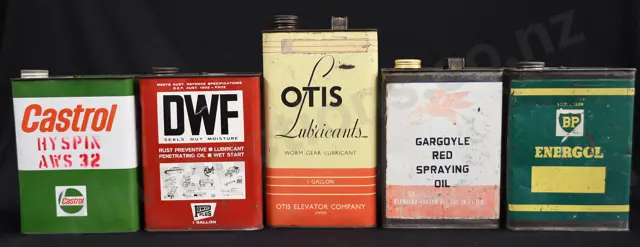 Castrol
HYSPIN
AWS 32
Castrol
MEETS AUST. DEFENCE SPECIFICATIONS
DWF
SEALS OUT MOISTURE
RUST PREVENTIVE ■ LUBRICANT
PENETRATING OIL ■ WET START
1 GALLON
OTIS
Lubricants
WORM GEAR LUBRICANT
1 GALLON
OTIS ELEVATOR COMPANY
GARGOYLE
RED
SPRAYING
OIL
BP
ENERGOL
.co.nz